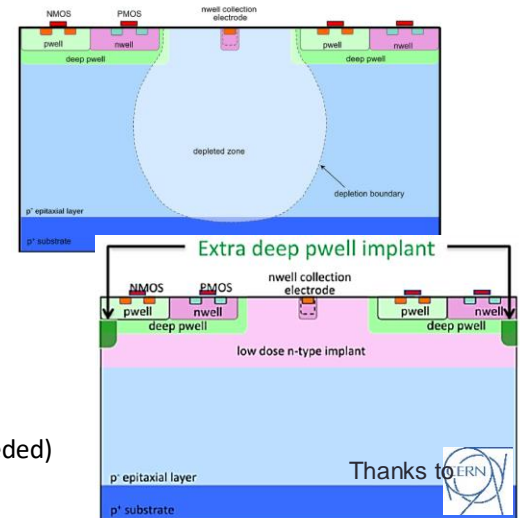 nwell collection
electrode
NMOS PMOS
pwell nwell pwell nwell
deep pwell deep pwell
depleted zone
depletion boundary
p⁻ epitaxial layer
p⁺ substrate
Extra deep pwell implant
nwell collection
electrode
NMOS PMOS
pwell nwell pwell nwell
deep pwell deep pwell
low dose n-type implant
eded)
p⁻ epitaxial layer
Thanks to CERN
p⁺ substrate